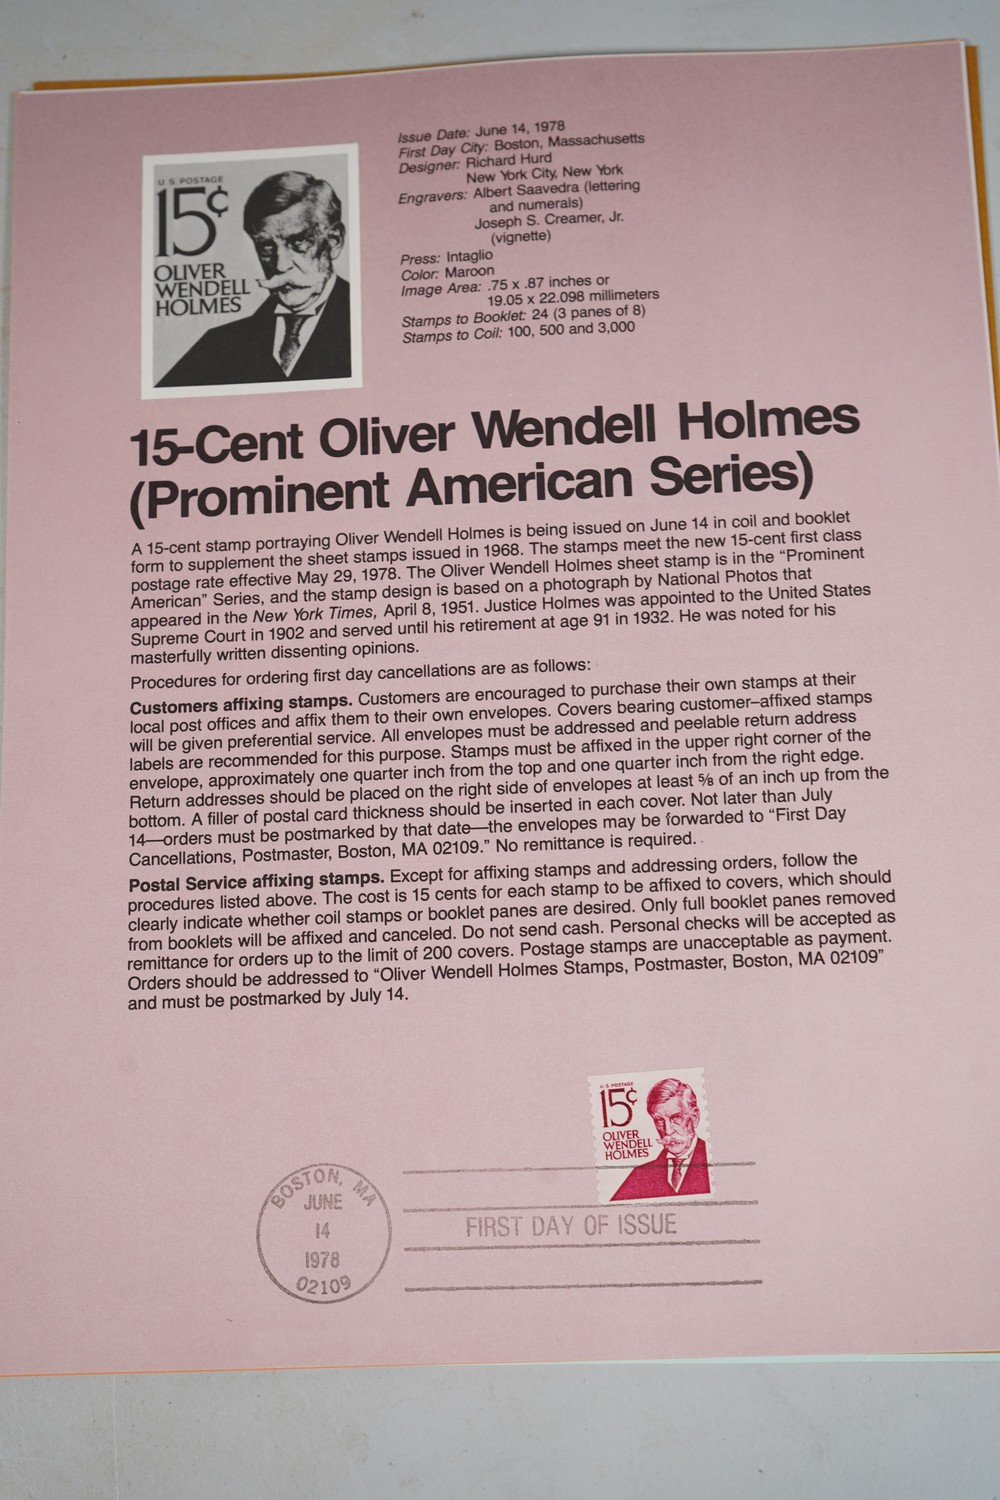 U.S. POSTAGE
15¢
OLIVER
WENDELL
HOLMES
Issue Date: June 14, 1978
First Day City: Boston, Massachusetts
Designer: Richard Hurd
New York City, New York
Engravers: Albert Saavedra (lettering
and numerals)
Joseph S. Creamer, Jr.
(vignette)
Press: Intaglio
Color: Maroon
Image Area: .75 x .87 inches or
19.05 x 22.098 millimeters
Stamps to Booklet: 24 (3 panes of 8)
Stamps to Coil: 100, 500 and 3,000
15-Cent Oliver Wendell Holmes
(Prominent American Series)
A 15-cent stamp portraying Oliver Wendell Holmes is being issued on June 14 in coil and booklet
form to supplement the sheet stamps issued in 1968. The stamps meet the new 15-cent first class
postage rate effective May 29, 1978. The Oliver Wendell Holmes sheet stamp is in the “Prominent
American” Series, and the stamp design is based on a photograph by National Photos that
appeared in the New York Times, April 8, 1951. Justice Holmes was appointed to the United States
Supreme Court in 1902 and served until his retirement at age 91 in 1932. He was noted for his
masterfully written dissenting opinions.
Procedures for ordering first day cancellations are as follows:
Customers affixing stamps. Customers are encouraged to purchase their own stamps at their
local post offices and affix them to their own envelopes. Covers bearing customer–affixed stamps
will be given preferential service. All envelopes must be addressed and peelable return address
labels are recommended for this purpose. Stamps must be affixed in the upper right corner of the
envelope, approximately one quarter inch from the top and one quarter inch from the right edge.
Return addresses should be placed on the right side of envelopes at least ⅝ of an inch up from the
bottom. A filler of postal card thickness should be inserted in each cover. Not later than July
14—orders must be postmarked by that date—the envelopes may be forwarded to “First Day
Cancellations, Postmaster, Boston, MA 02109.” No remittance is required.
Postal Service affixing stamps. Except for affixing stamps and addressing orders, follow the
procedures listed above. The cost is 15 cents for each stamp to be affixed to covers, which should
clearly indicate whether coil stamps or booklet panes are desired. Only full booklet panes removed
from booklets will be affixed and canceled. Do not send cash. Personal checks will be accepted as
remittance for orders up to the limit of 200 covers. Postage stamps are unacceptable as payment.
Orders should be addressed to “Oliver Wendell Holmes Stamps, Postmaster, Boston, MA 02109”
and must be postmarked by July 14.
U.S. POSTAGE
15¢
OLIVER
WENDELL
HOLMES
BOSTON, MA
JUNE
14
1978
02109
FIRST DAY OF ISSUE